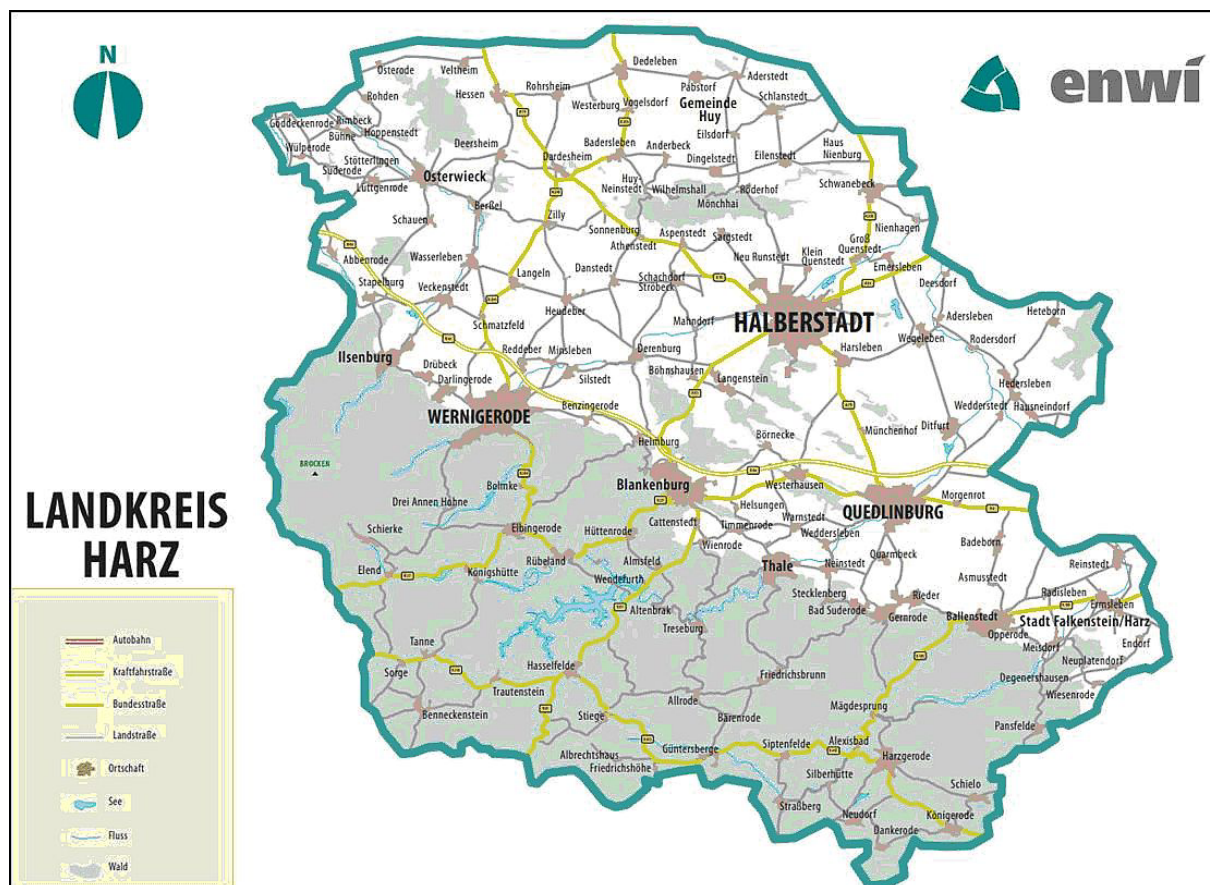 N
enwi
LANDKREIS
HARZ
Autobahn
Kraftfahrstraße
Bundesstraße
Landstraße
Ortschaft
See
Fluss
Wald
Osterode
Veltheim
Hessen
Rohrsheim
Dedeleben
Westerburg
Vogelsdorf
Pabstorf
Aderstedt
Gemeinde
Huy
Schlanstedt
Rohden
Rimbeck
Göddeckenrode
Bühne
Hoppenstedt
Wülperode
Stötterlingen
Suderode
Lüttgenrode
Deersheim
Osterwieck
Dardesheim
Badersleben
Anderbeck
Eilsdorf
Dingelstedt
Eilenstedt
Haus
Nienburg
Huy-
Neinstedt
Wilhelmshall
Röderhof
Mönchhai
Schwanebeck
Nienhagen
Schauen
Berßel
Zilly
Sonnenburg
Athenstedt
Aspenstedt
Sargstedt
Neu Runstedt
Klein
Quenstedt
Groß
Quenstedt
Emersleben
Deesdorf
Abbenrode
Stapelburg
Wasserleben
Veckenstedt
Langeln
Danstedt
Schachdorf
Ströbeck
Heudeber
Mahndorf
HALBERSTADT
Schmatzfeld
Adersleben
Wegeleben
Rodersdorf
Heteborn
Ilsenburg
Drübeck
Darlingerode
Reddeber
Minsleben
Silstedt
Derenburg
Böhnshausen
Langenstein
Harsleben
Hedersleben
Hausneindorf
Wedderstedt
WERNIGERODE
Benzingerode
Heimburg
Börnecke
Münchenhof
Ditfurt
BROCKEN
Bolmke
Drei Annen Hohne
Blankenburg
Westerhausen
Helsungen
QUEDLINBURG
Morgenrot
Schierke
Elbingerode
Hüttenrode
Cattenstedt
Timmenrode
Warnstedt
Weddersleben
Badeborn
Elend
Königshütte
Rübeland
Almsfeld
Wienrode
Wendefurth
Thale
Neinstedt
Quarmbeck
Asmusstedt
Reinstedt
Altenbrak
Treseburg
Stecklenberg
Bad Suderode
Rieder
Gernrode
Ballenstedt
Radisleben
Ermsleben
Stadt Falkenstein/Harz
Opperode
Meisdorf
Endorf
Neuplatendorf
Degenershausen
Wiesenrode
Pansfelde
Tanne
Sorge
Benneckenstein
Trautenstein
Hasselfelde
Stiege
Allrode
Bärenrode
Friedrichsbrunn
Mägdesprung
Albrechtshaus
Friedrichshöhe
Güntersberge
Siptenfelde
Alexisbad
Harzgerode
Silberhütte
Straßberg
Neudorf
Schielo
Königerode
Dankerode